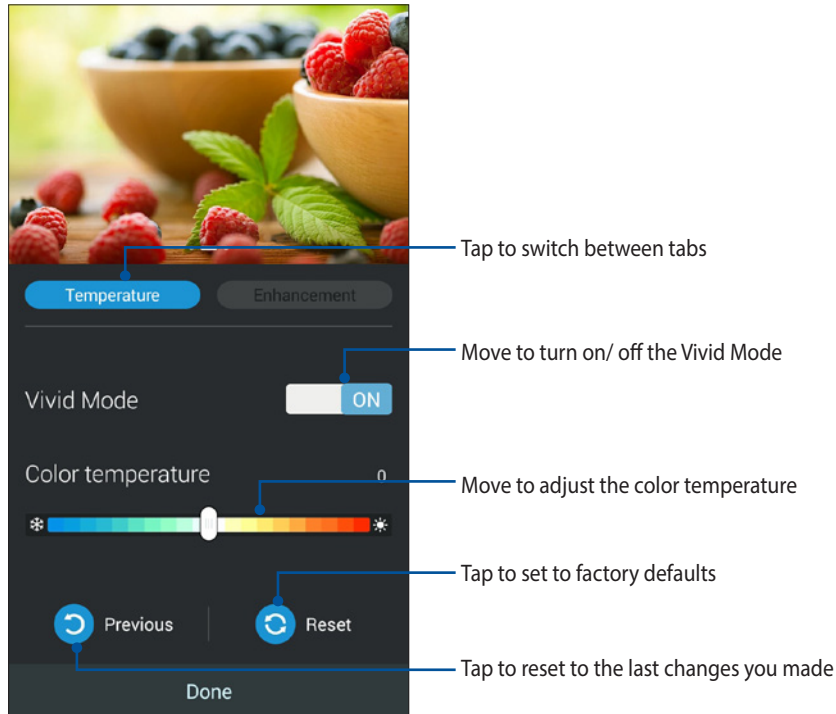 Tap to switch between tabs
Temperature
Enhancement
Move to turn on/ off the Vivid Mode
Vivid Mode
ON
Color temperature
0
Move to adjust the color temperature
Tap to set to factory defaults
Previous
Reset
Tap to reset to the last changes you made
Done